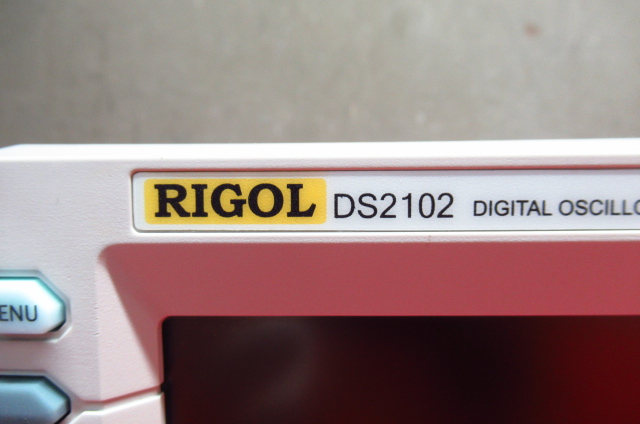 RIGOL DS2102 DIGITAL OSCILLO
ENU